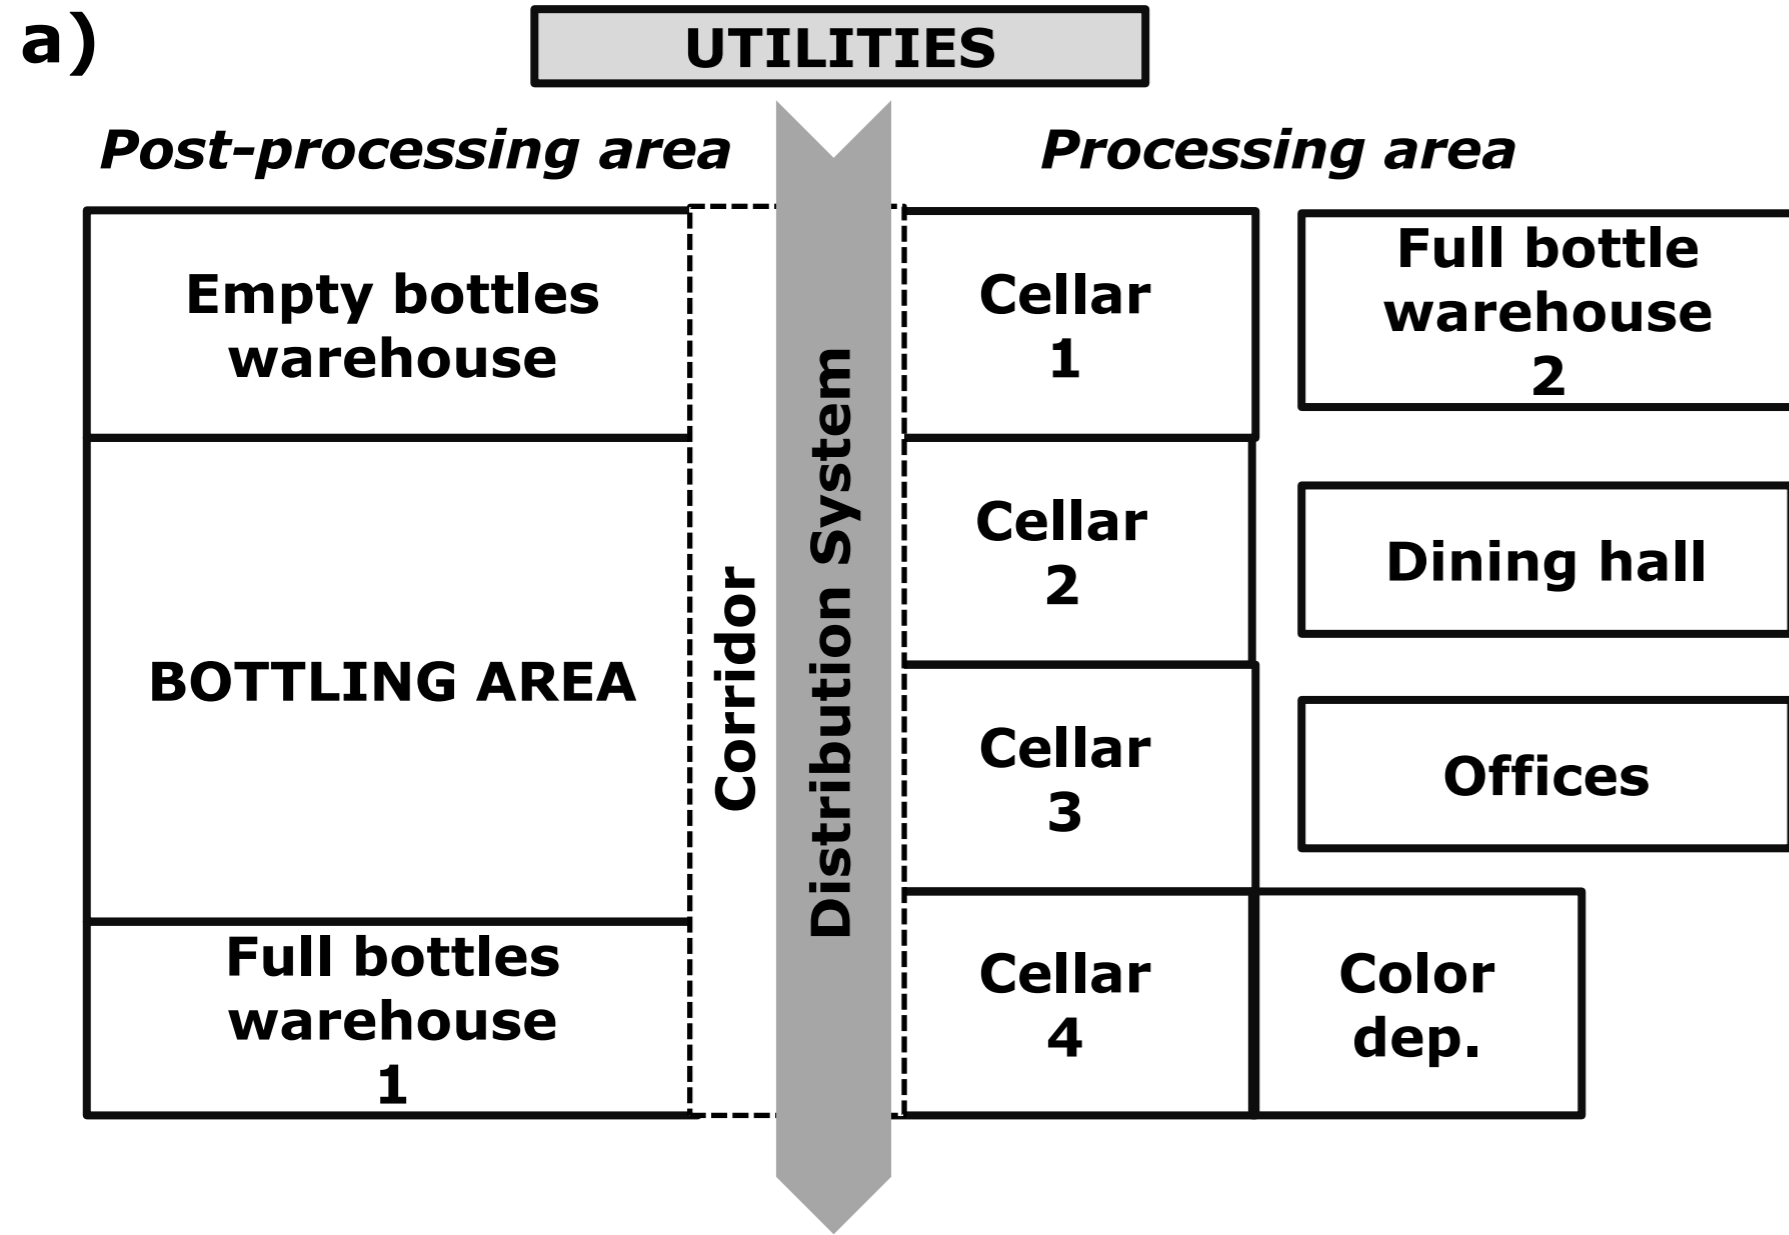 a)
UTILITIES
Post-processing area
Processing area
Empty bottles
warehouse
BOTTLING AREA
Full bottles
warehouse
1
Corridor
Distribution System
Cellar
1
Cellar
2
Cellar
3
Cellar
4
Full bottle
warehouse
2
Dining hall
Offices
Color
dep.